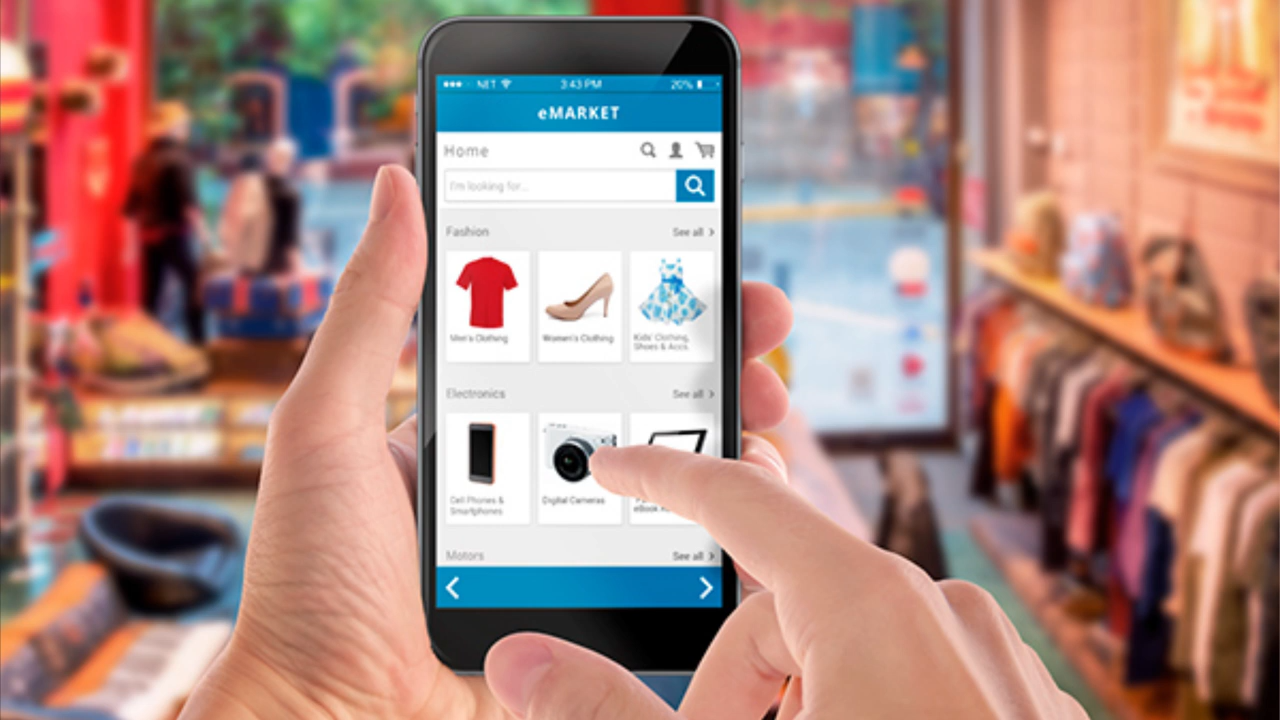 NET 3:43 PM 20%
eMARKET
Home
I'm looking for...
Fashion See all
Men's Clothing
Women's Clothing
Kids' Clothing,
Shoes & Accs.
Electronics See all
Cell Phones &
Smartphones
Digital Cameras
eBook
Motors See all